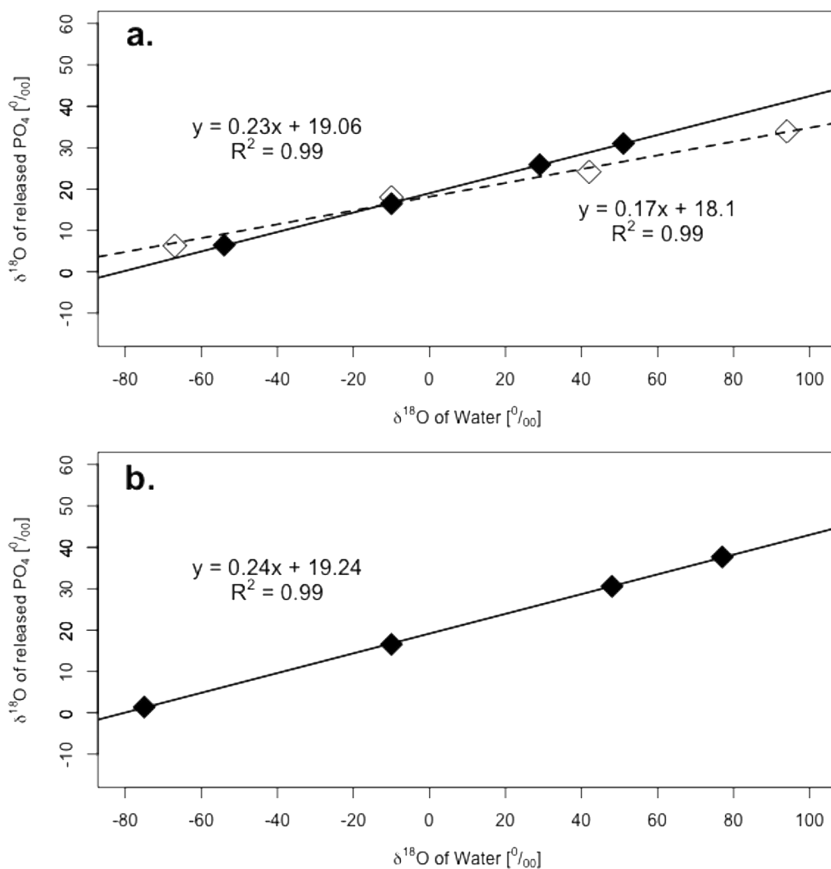 a.
60
50
40
30
20
10
0
-10
δ¹⁸O of released PO₄ [⁰/₀₀]
y = 0.23x + 19.06
R² = 0.99
y = 0.17x + 18.1
R² = 0.99
-80 -60 -40 -20 0 20 40 60 80 100
δ¹⁸O of Water [⁰/₀₀]
b.
60
50
40
30
20
10
0
-10
δ¹⁸O of released PO₄ [⁰/₀₀]
y = 0.24x + 19.24
R² = 0.99
-80 -60 -40 -20 0 20 40 60 80 100
δ¹⁸O of Water [⁰/₀₀]